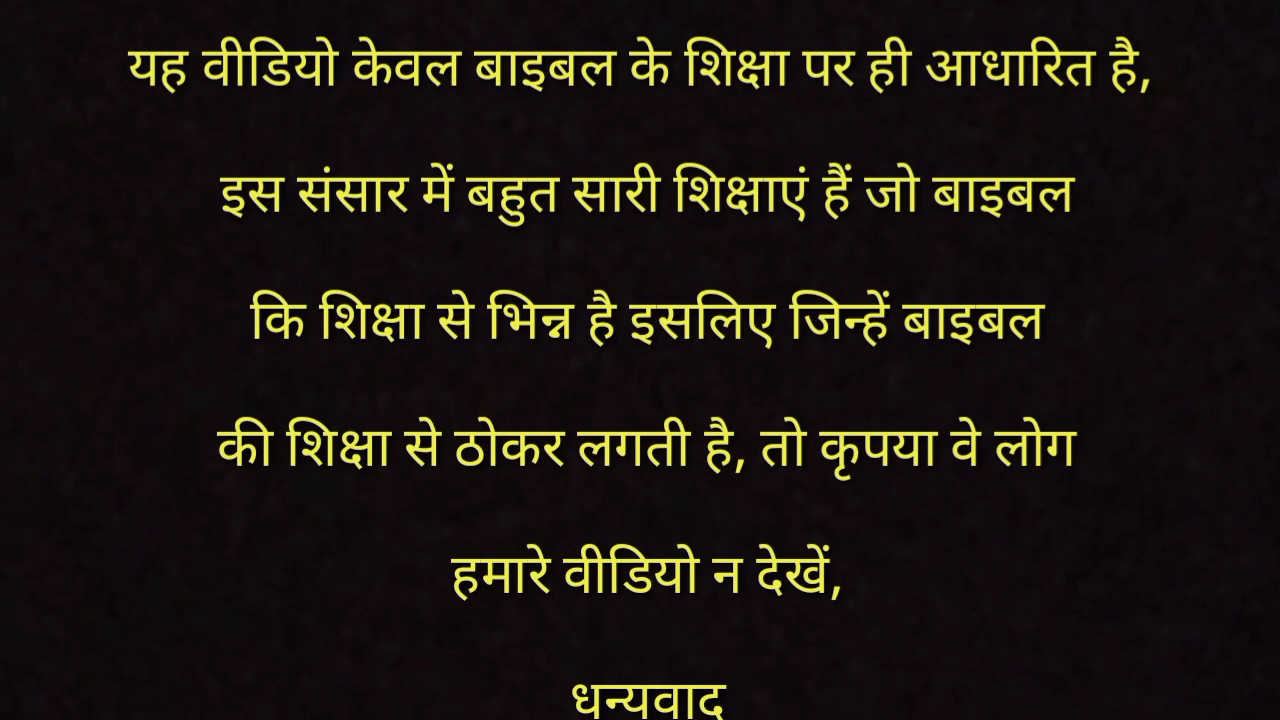 यह वीडियो केवल बाइबल के शिक्षा पर ही आधारित है,
इस संसार में बहुत सारी शिक्षाएं हैं जो बाइबल
कि शिक्षा से भिन्न है इसलिए जिन्हें बाइबल
की शिक्षा से ठोकर लगती है, तो कृपया वे लोग
हमारे वीडियो न देखें,
धन्यवाद